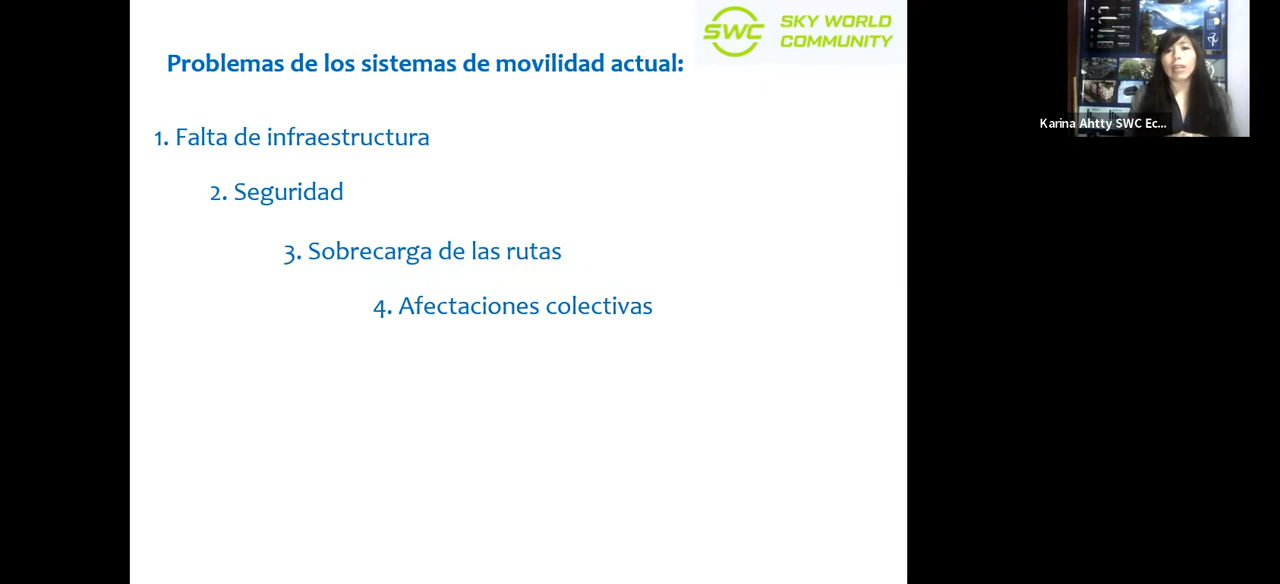 SWC SKY WORLD
COMMUNITY
Problemas de los sistemas de movilidad actual:
1. Falta de infraestructura
2. Seguridad
3. Sobrecarga de las rutas
4. Afectaciones colectivas
Karina Ahtty SWC Ec...